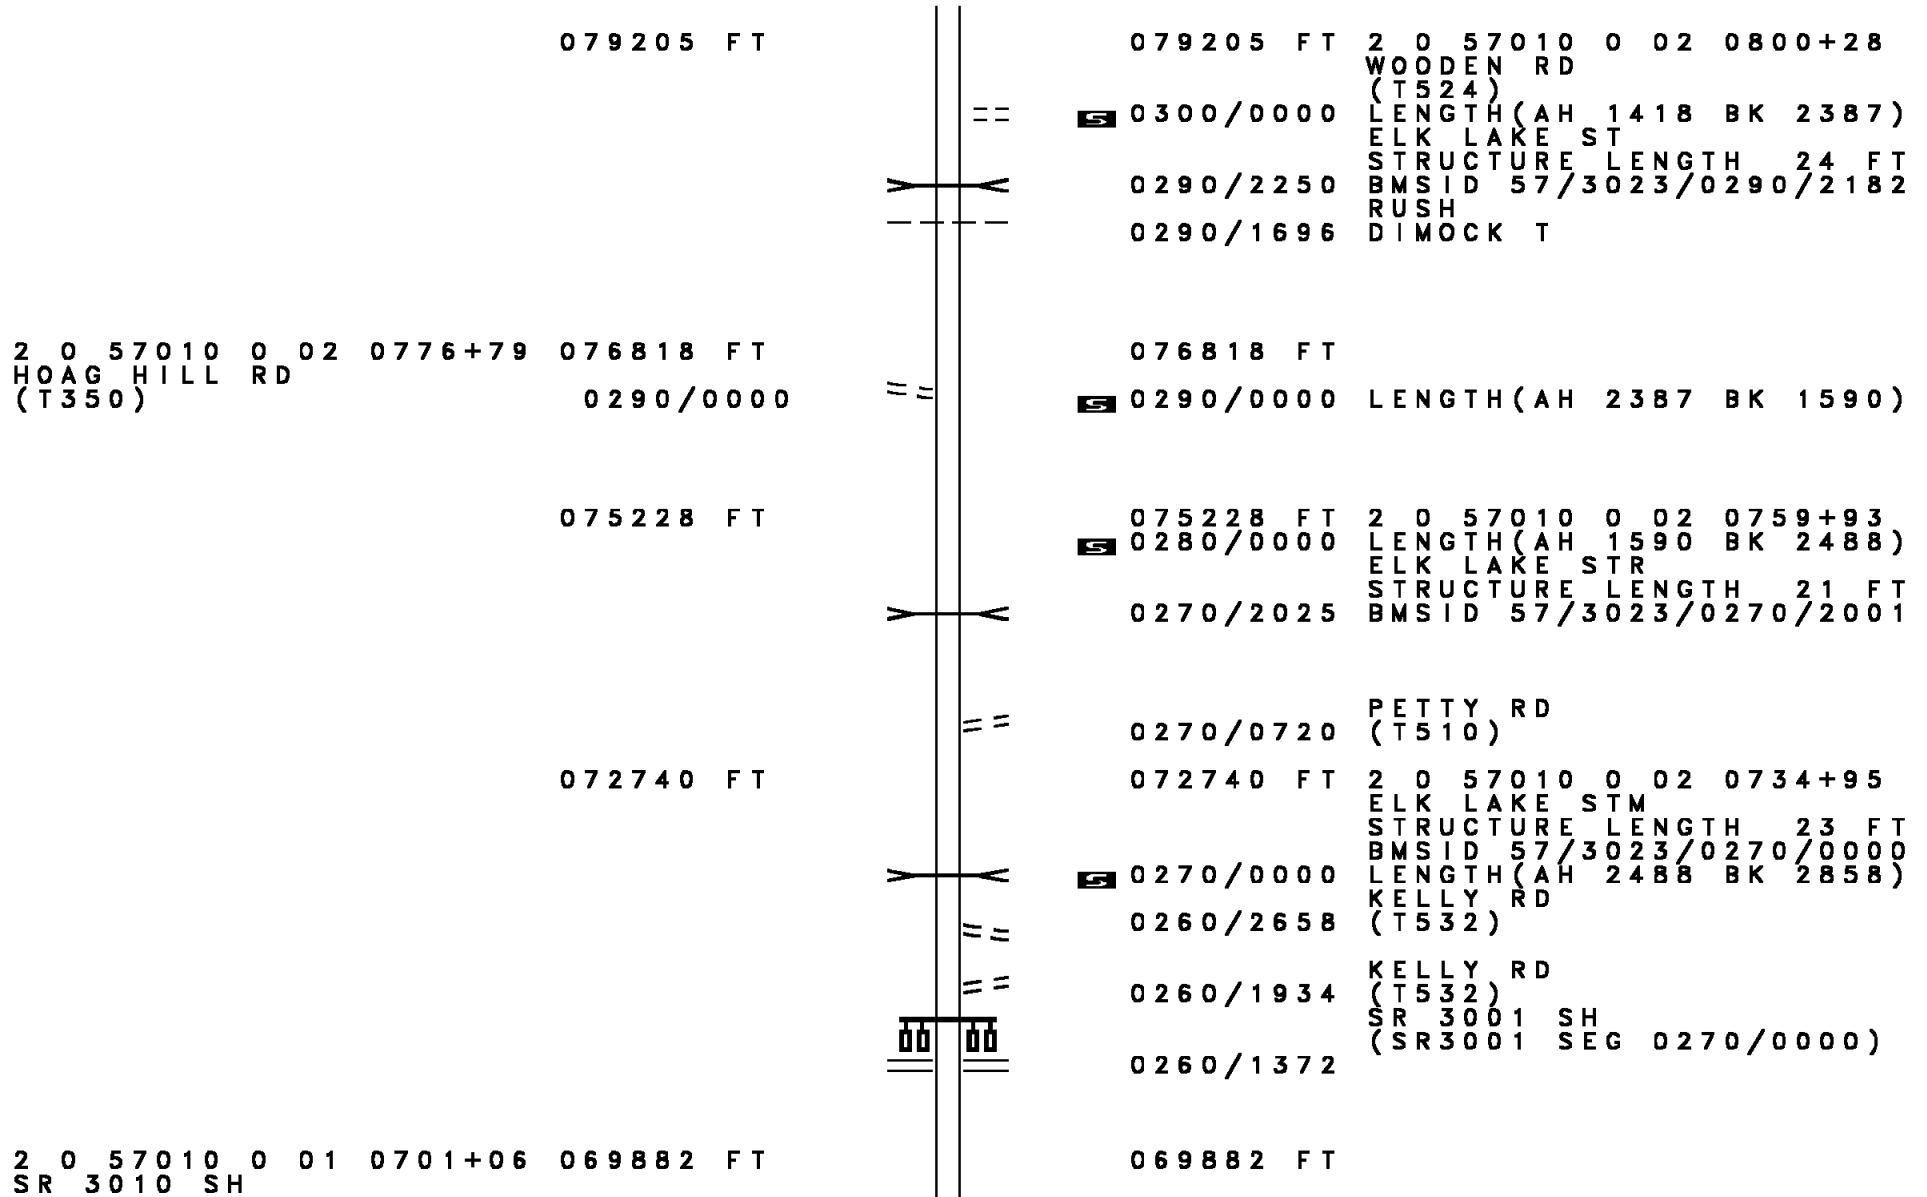 079205 FT 079205 FT 2 0 57010 0 02 0800+28
WOODEN RD
(T524)
S 0300/0000 LENGTH(AH 1418 BK 2387)
ELK LAKE ST
STRUCTURE LENGTH 24 FT
0290/2250 BMSID 57/3023/0290/2182
RUSH
0290/1696 DIMOCK T
2 0 57010 0 02 0776+79 076818 FT 076818 FT
HOAG HILL RD
(T350) 0290/0000 S 0290/0000 LENGTH(AH 2387 BK 1590)
075228 FT 075228 FT 2 0 57010 0 02 0759+93
S 0280/0000 LENGTH(AH 1590 BK 2488)
ELK LAKE STR
STRUCTURE LENGTH 21 FT
0270/2025 BMSID 57/3023/0270/2001
PETTY RD
0270/0720 (T510)
072740 FT 072740 FT 2 0 57010 0 02 0734+95
ELK LAKE STM
STRUCTURE LENGTH 23 FT
BMSID 57/3023/0270/0000
S 0270/0000 LENGTH(AH 2488 BK 2858)
KELLY RD
0260/2658 (T532)
KELLY RD
0260/1934 (T532)
SR 3001 SH
(SR3001 SEG 0270/0000)
0260/1372
2 0 57010 0 01 0701+06 069882 FT 069882 FT
SR 3010 SH